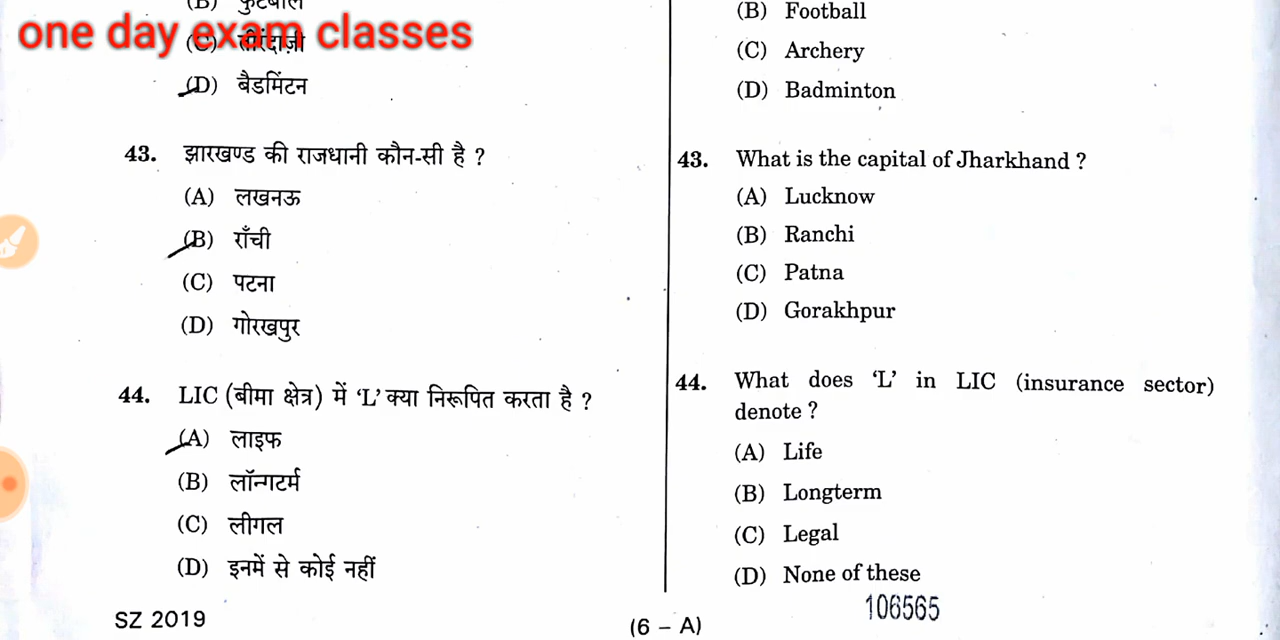 (B) फुटबॉल
one day exam classes
(C) तीरंदाज़ी
(D) बैडमिंटन
43. झारखण्ड की राजधानी कौन-सी है ?
(A) लखनऊ
(B) राँची
(C) पटना
(D) गोरखपुर
44. LIC (बीमा क्षेत्र) में ‘L’ क्या निरूपित करता है ?
(A) लाइफ
(B) लॉन्गटर्म
(C) लीगल
(D) इनमें से कोई नहीं
SZ 2019
(B) Football
(C) Archery
(D) Badminton
43. What is the capital of Jharkhand ?
(A) Lucknow
(B) Ranchi
(C) Patna
(D) Gorakhpur
44. What does ‘L’ in LIC (insurance sector)
denote ?
(A) Life
(B) Longterm
(C) Legal
(D) None of these
106565
(6 – A)